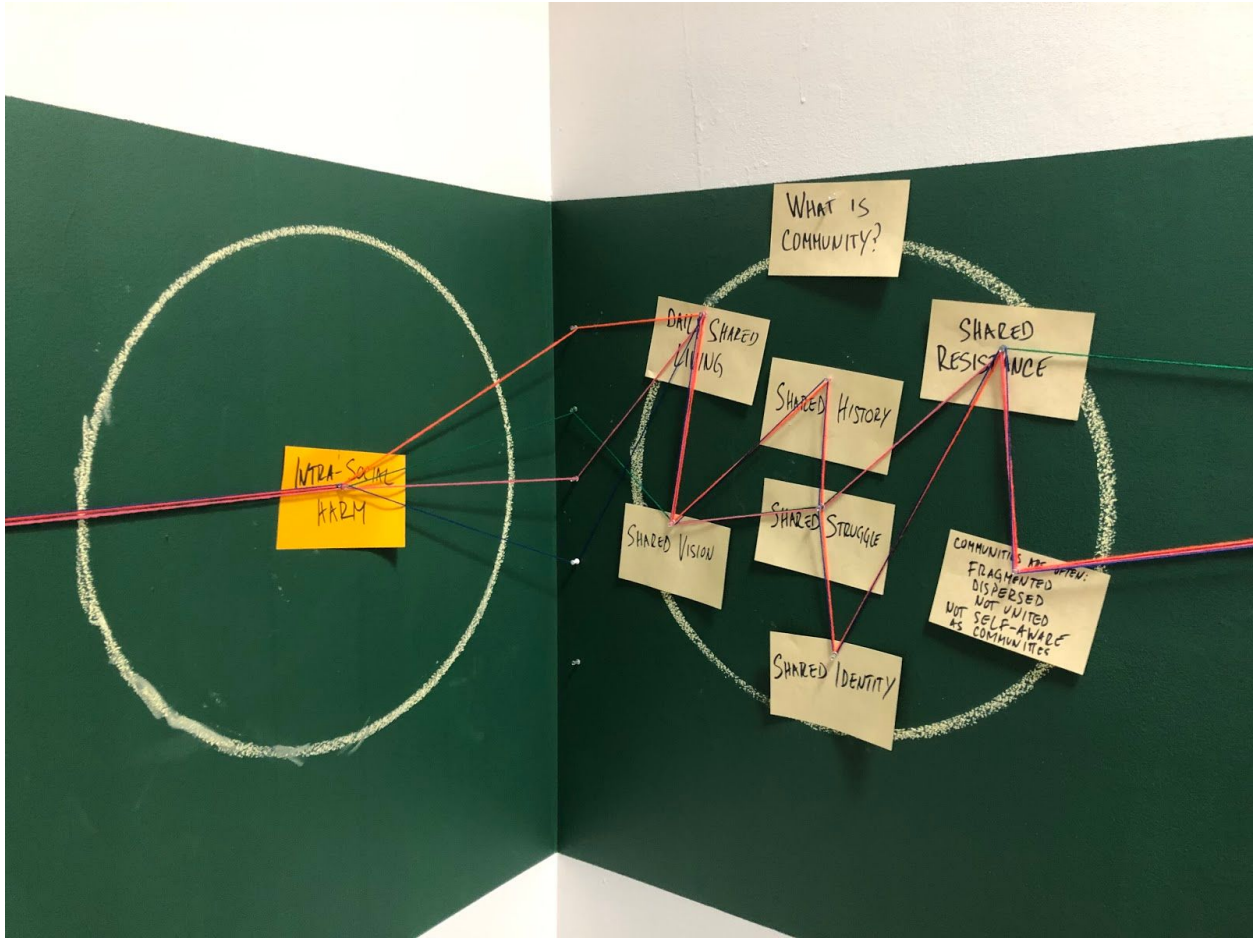 INTRA-SOCIAL
HARM
WHAT IS
COMMUNITY?
DAILY SHARED
LIVING
SHARED HISTORY
SHARED
RESISTANCE
SHARED VISION
SHARED STRUGGLE
SHARED IDENTITY
COMMUNITIES ARE OFTEN:
FRAGMENTED
DISPERSED
NOT UNITED
NOT SELF-AWARE
AS COMMUNITIES